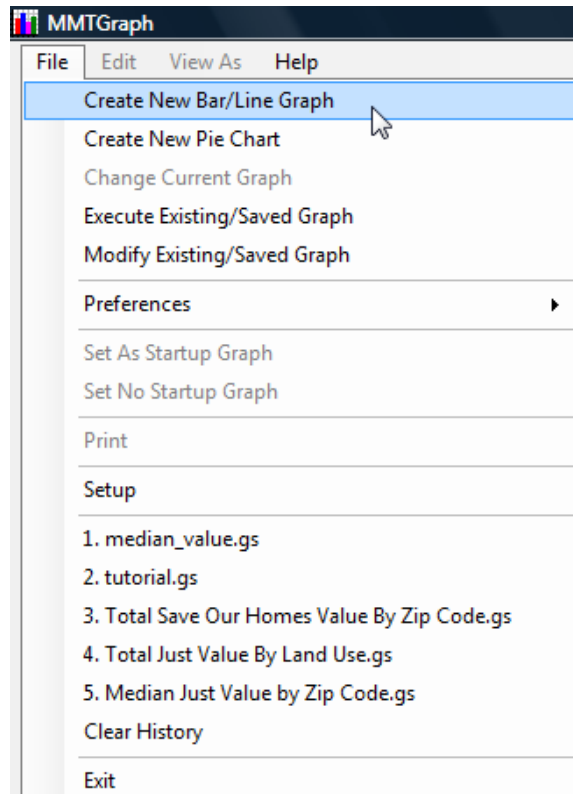 MMTGraph
File Edit View As Help
Create New Bar/Line Graph
Create New Pie Chart
Change Current Graph
Execute Existing/Saved Graph
Modify Existing/Saved Graph
Preferences
Set As Startup Graph
Set No Startup Graph
Print
Setup
1. median_value.gs
2. tutorial.gs
3. Total Save Our Homes Value By Zip Code.gs
4. Total Just Value By Land Use.gs
5. Median Just Value by Zip Code.gs
Clear History
Exit